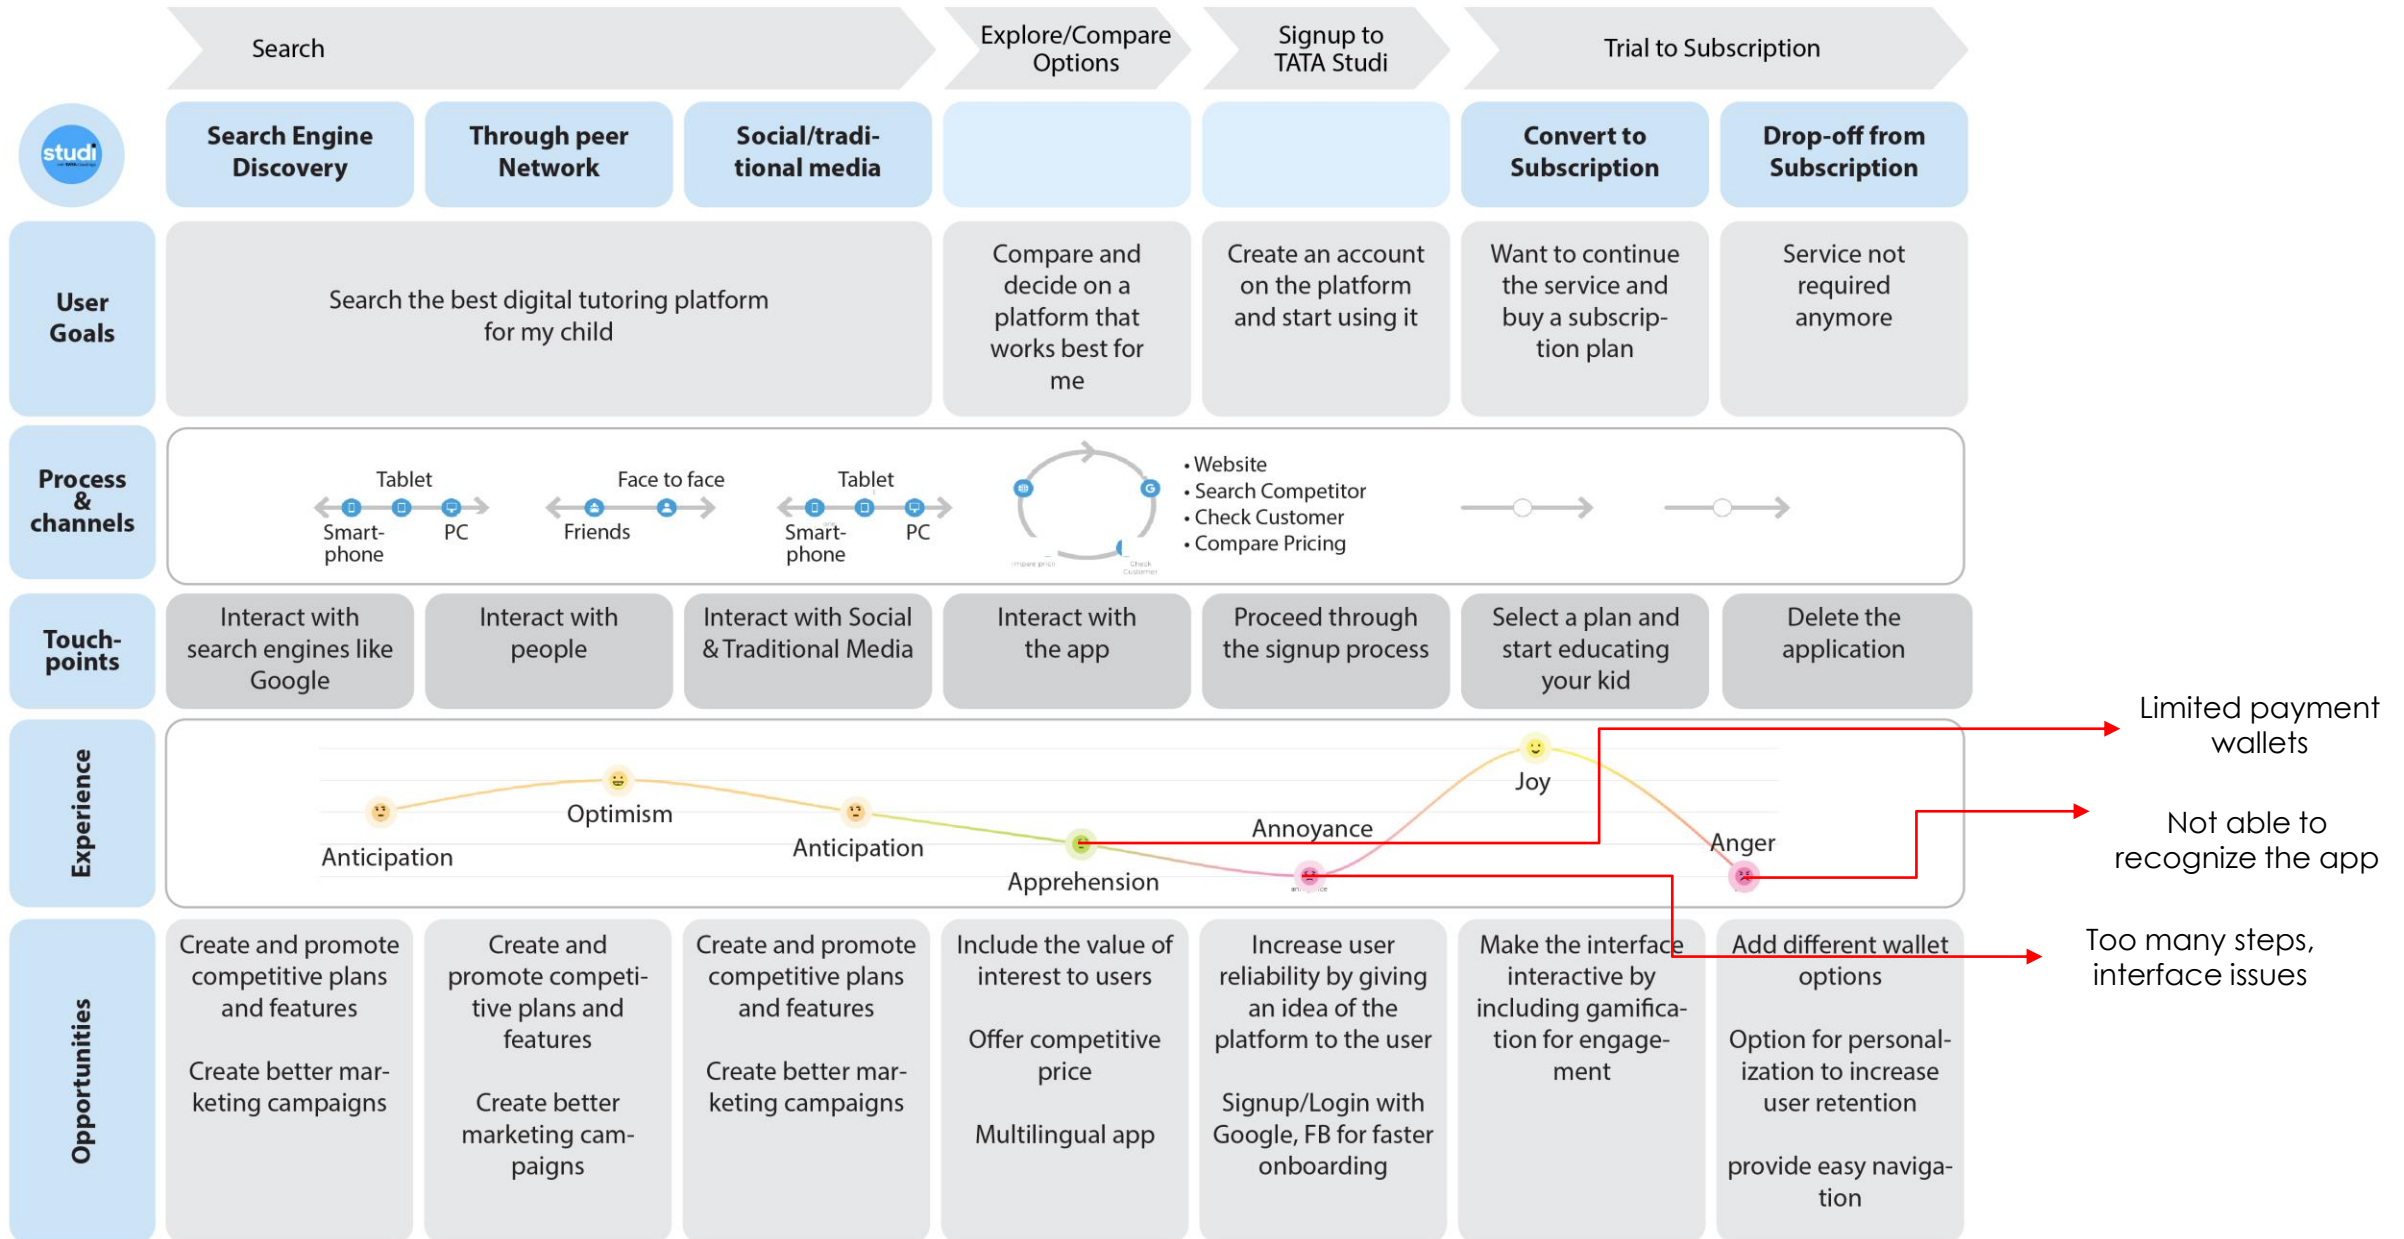 Search
Explore/Compare
Options
Signup to
TATA Studi
Trial to Subscription
studi
Search Engine
Discovery
Through peer
Network
Social/tradi-
tional media
Convert to
Subscription
Drop-off from
Subscription
User
Goals
Search the best digital tutoring platform
for my child
Compare and
decide on a
platform that
works best for
me
Create an account
on the platform
and start using it
Want to continue
the service and
buy a subscrip-
tion plan
Service not
required
anymore
Process
&
channels
Tablet
Smart-
phone
PC
Face to face
Friends
Tablet
Smart-
phone
PC
Check
Customer
• Website
• Search Competitor
• Check Customer
• Compare Pricing
Touch-
points
Interact with
search engines like
Google
Interact with
people
Interact with Social
& Traditional Media
Interact with
the app
Proceed through
the signup process
Select a plan and
start educating
your kid
Delete the
application
Experience
Anticipation
Optimism
Anticipation
Apprehension
Annoyance
Joy
Anger
Limited payment
wallets
Not able to
recognize the app
Too many steps,
interface issues
Opportunities
Create and promote
competitive plans
and features
Create better mar-
keting campaigns
Create and
promote competi-
tive plans and
features
Create better
marketing cam-
paigns
Create and promote
competitive plans
and features
Create better mar-
keting campaigns
Include the value of
interest to users
Offer competitive
price
Multilingual app
Increase user
reliability by giving
an idea of the
platform to the user
Signup/Login with
Google, FB for faster
onboarding
Make the interface
interactive by
including gamifica-
tion for engage-
ment
Add different wallet
options
Option for personal-
ization to increase
user retention
provide easy naviga-
tion